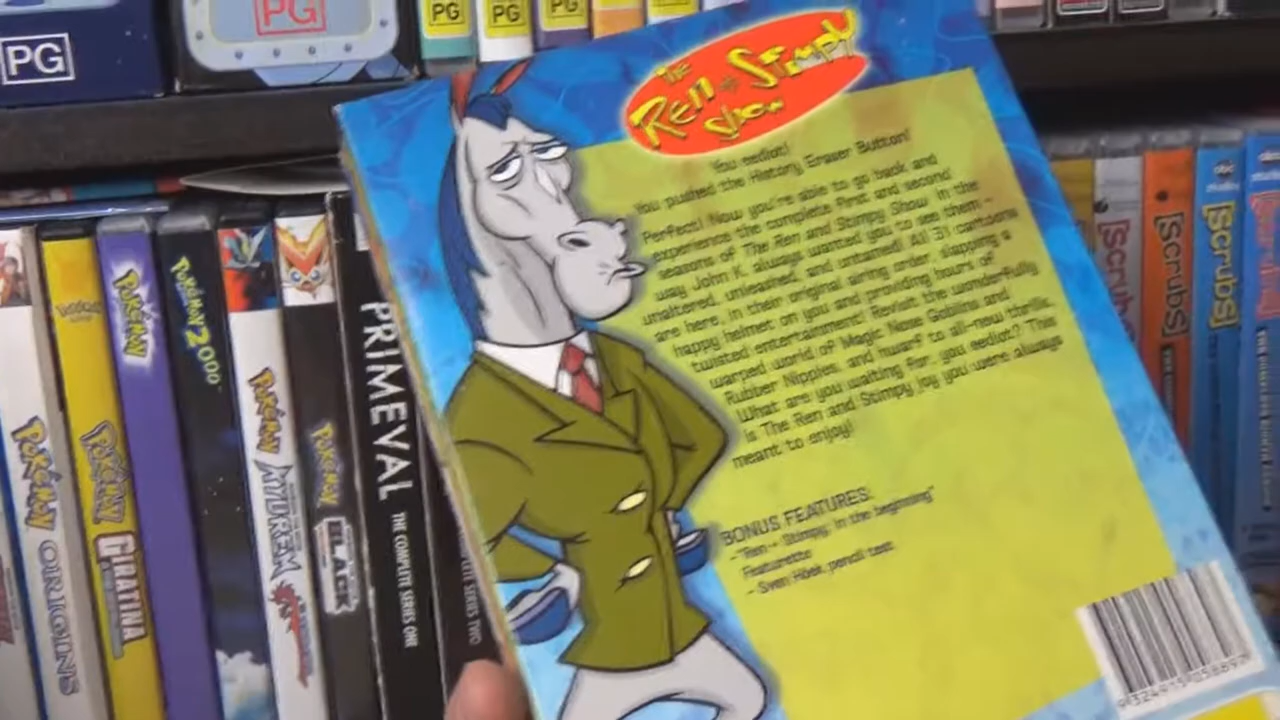 PG
PG
PG
PG
PG
The
Ren & Stimpy
Show
You eediot!
You pushed the History Eraser Button!
Perfect! Now you're able to go back and
experience the complete first and second
seasons of The Ren and Stimpy Show in the
way John K. always wanted you to see them -
unaltered, unleashed, and untamed! All 31 cartoons
are here, in their original airing order, slapping a
happy helmet on you and providing hours of
twisted entertainment! Revisit the wonderfully
warped world of Magic Nose Goblins and
Rubber Nipples, and nwarf to all-new thrills.
What are you waiting for, you eediot? This
is The Ren and Stimpy joy you were always
meant to enjoy!
BONUS FEATURES:
- "Ren + Stimpy: In the beginning"
Featurette
- Sven Höek pencil test
POKéMON
ORIGINS
POKéMON
GIRATINA
POKéMON
POKéMON 2000
POKéMON
KYUREM
POKéMON
BLACK
PRIMEVAL THE COMPLETE SERIES ONE
SERIES TWO
[Scrubs]
[Scrubs]
[Scrubs]